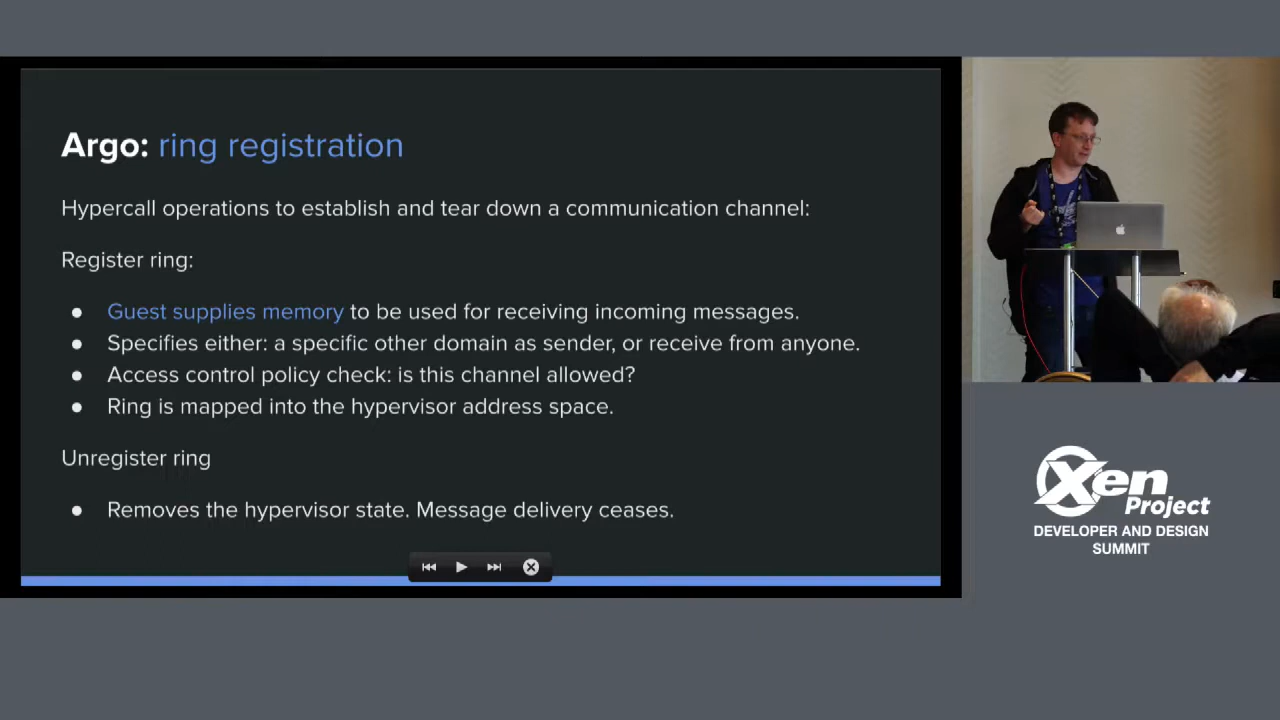 Argo: ring registration
Hypercall operations to establish and tear down a communication channel:
Register ring:
● Guest supplies memory to be used for receiving incoming messages.
● Specifies either: a specific other domain as sender, or receive from anyone.
● Access control policy check: is this channel allowed?
● Ring is mapped into the hypervisor address space.
Unregister ring
● Removes the hypervisor state. Message delivery ceases.
Xen
Project
DEVELOPER AND DESIGN
SUMMIT